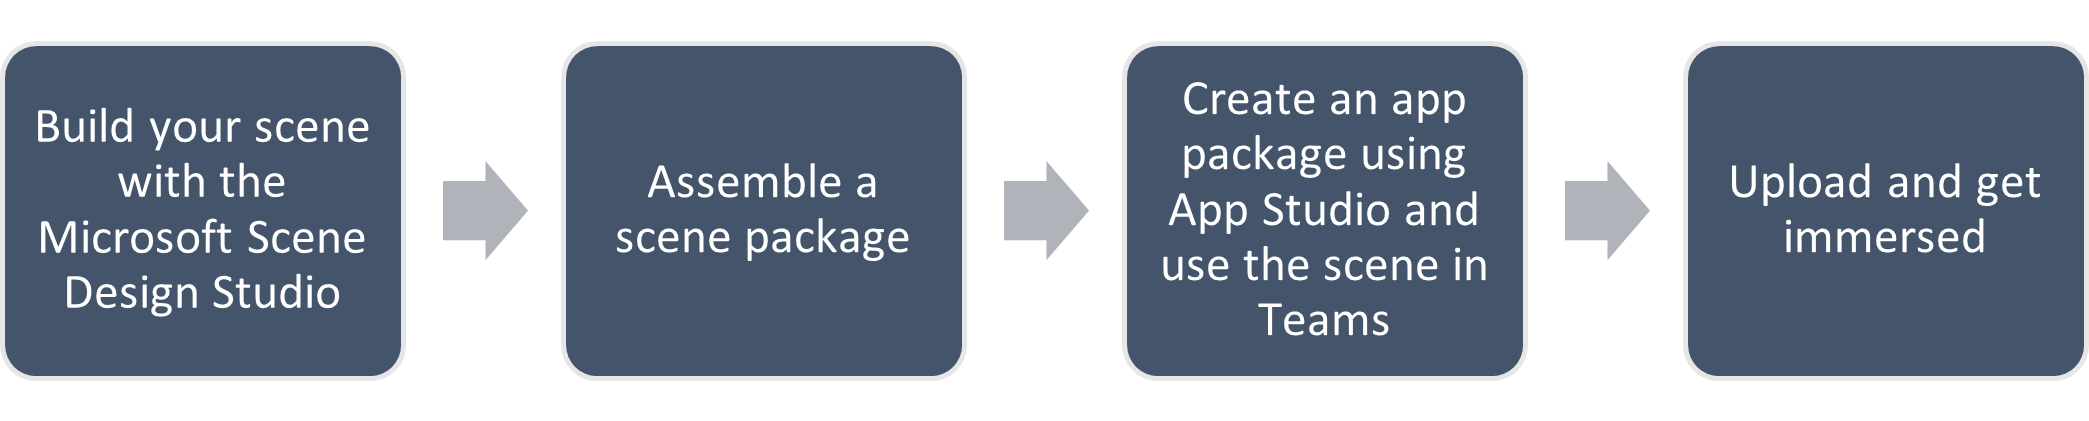 Build your scene
with the
Microsoft Scene
Design Studio
Assemble a
scene package
Create an app
package using
App Studio and
use the scene in
Teams
Upload and get
immersed